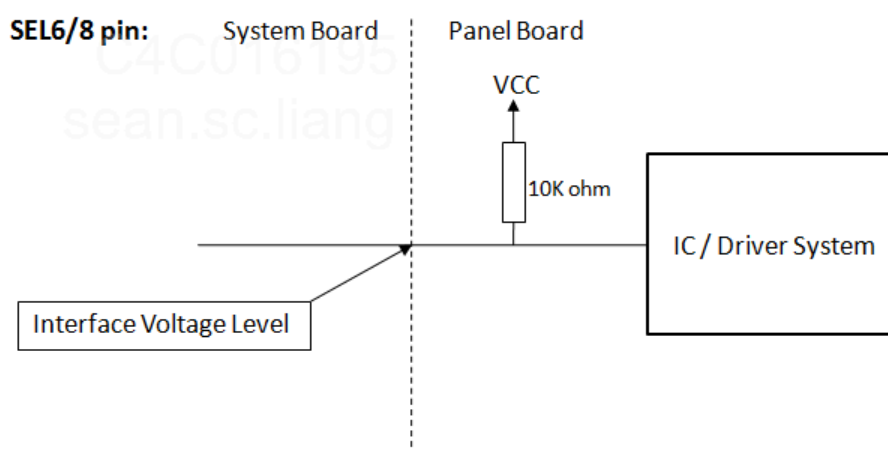 SEL6/8 pin:
System Board
Panel Board
C4C016195
sean.sc.liang
VCC
10K ohm
IC / Driver System
Interface Voltage Level